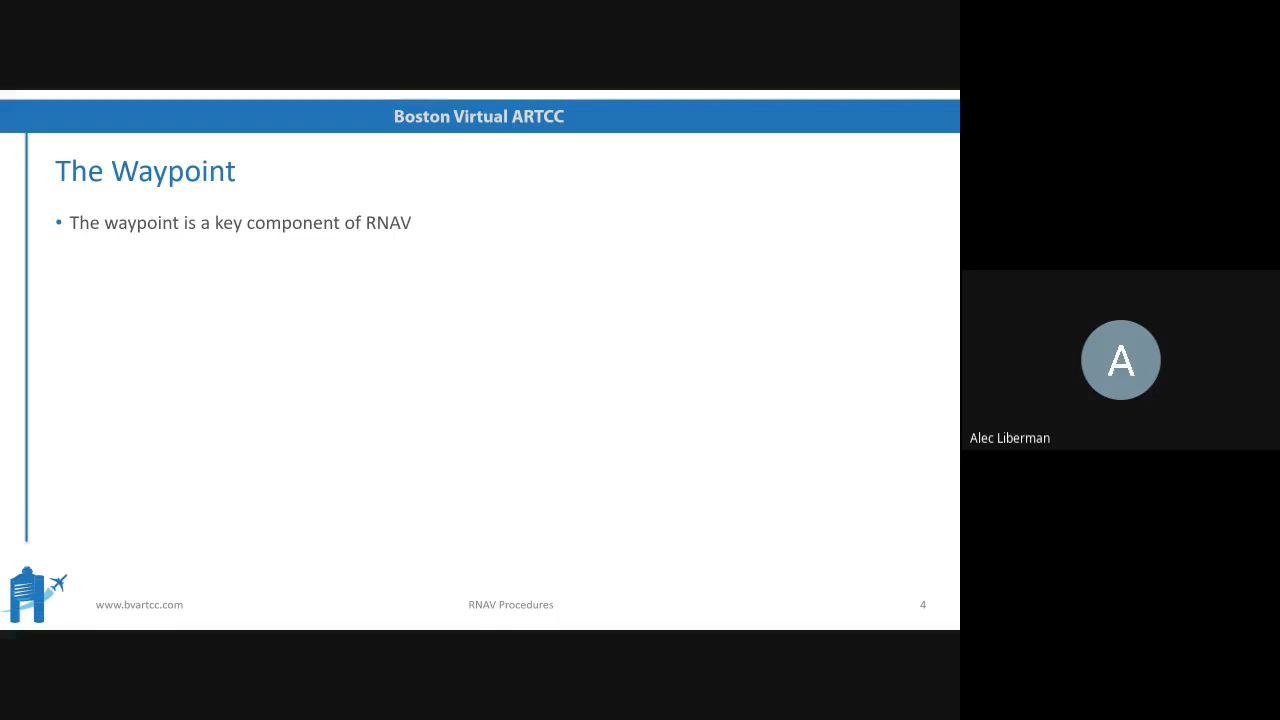 Boston Virtual ARTCC
The Waypoint
• The waypoint is a key component of RNAV
A
Alec Liberman
www.bvartcc.com
RNAV Procedures
4